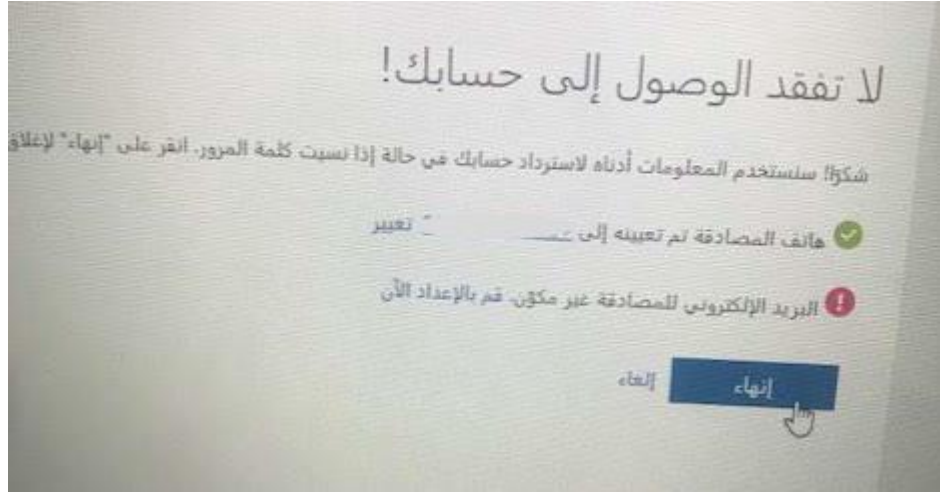 لا تفقد الوصول إلى حسابك!
شكرًا! سنستخدم المعلومات أدناه لاسترداد حسابك في حالة إذا نسيت كلمة المرور. انقر على "إنهاء" لإغلاق
هاتف المصادقة تم تعيينه إلى تغيير
البريد الإلكتروني للمصادقة غير مكوّن. قم بالإعداد الآن
إنهاء إلغاء